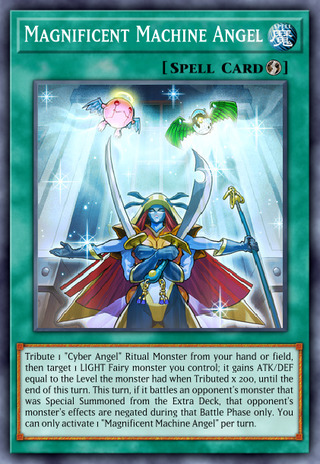 Magnificent Machine Angel
魔
[Spell Card]
Tribute 1 "Cyber Angel" Ritual Monster from your hand or field,
then target 1 LIGHT Fairy monster you control; it gains ATK/DEF
equal to the Level the monster had when Tributed x 200, until the
end of this turn. This turn, if it battles an opponent's monster that
was Special Summoned from the Extra Deck, that opponent's
monster's effects are negated during that Battle Phase only. You
can only activate 1 "Magnificent Machine Angel" per turn.